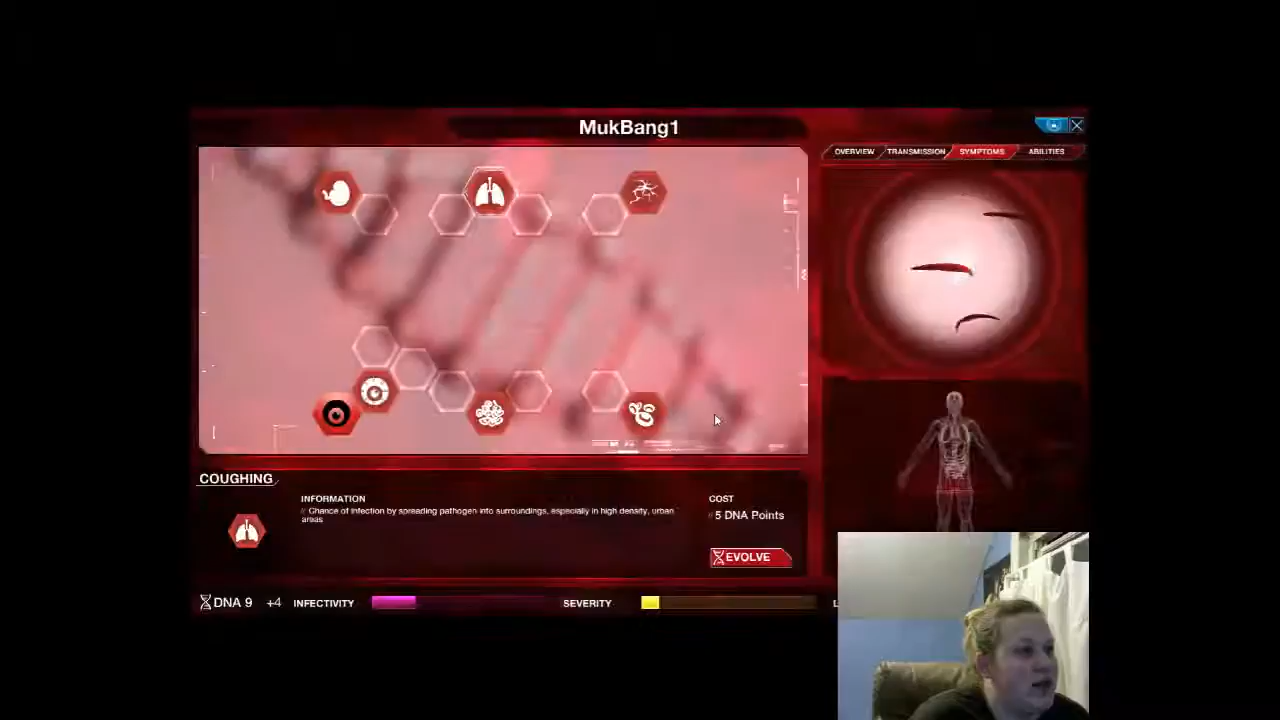 MukBang1
OVERVIEW
TRANSMISSION
SYMPTOMS
ABILITIES
COUGHING
INFORMATION
// Chance of infection by spreading pathogen into surroundings, especially in high density, urban
areas
COST
// 5 DNA Points
EVOLVE
DNA 9 +4 INFECTIVITY
SEVERITY
L